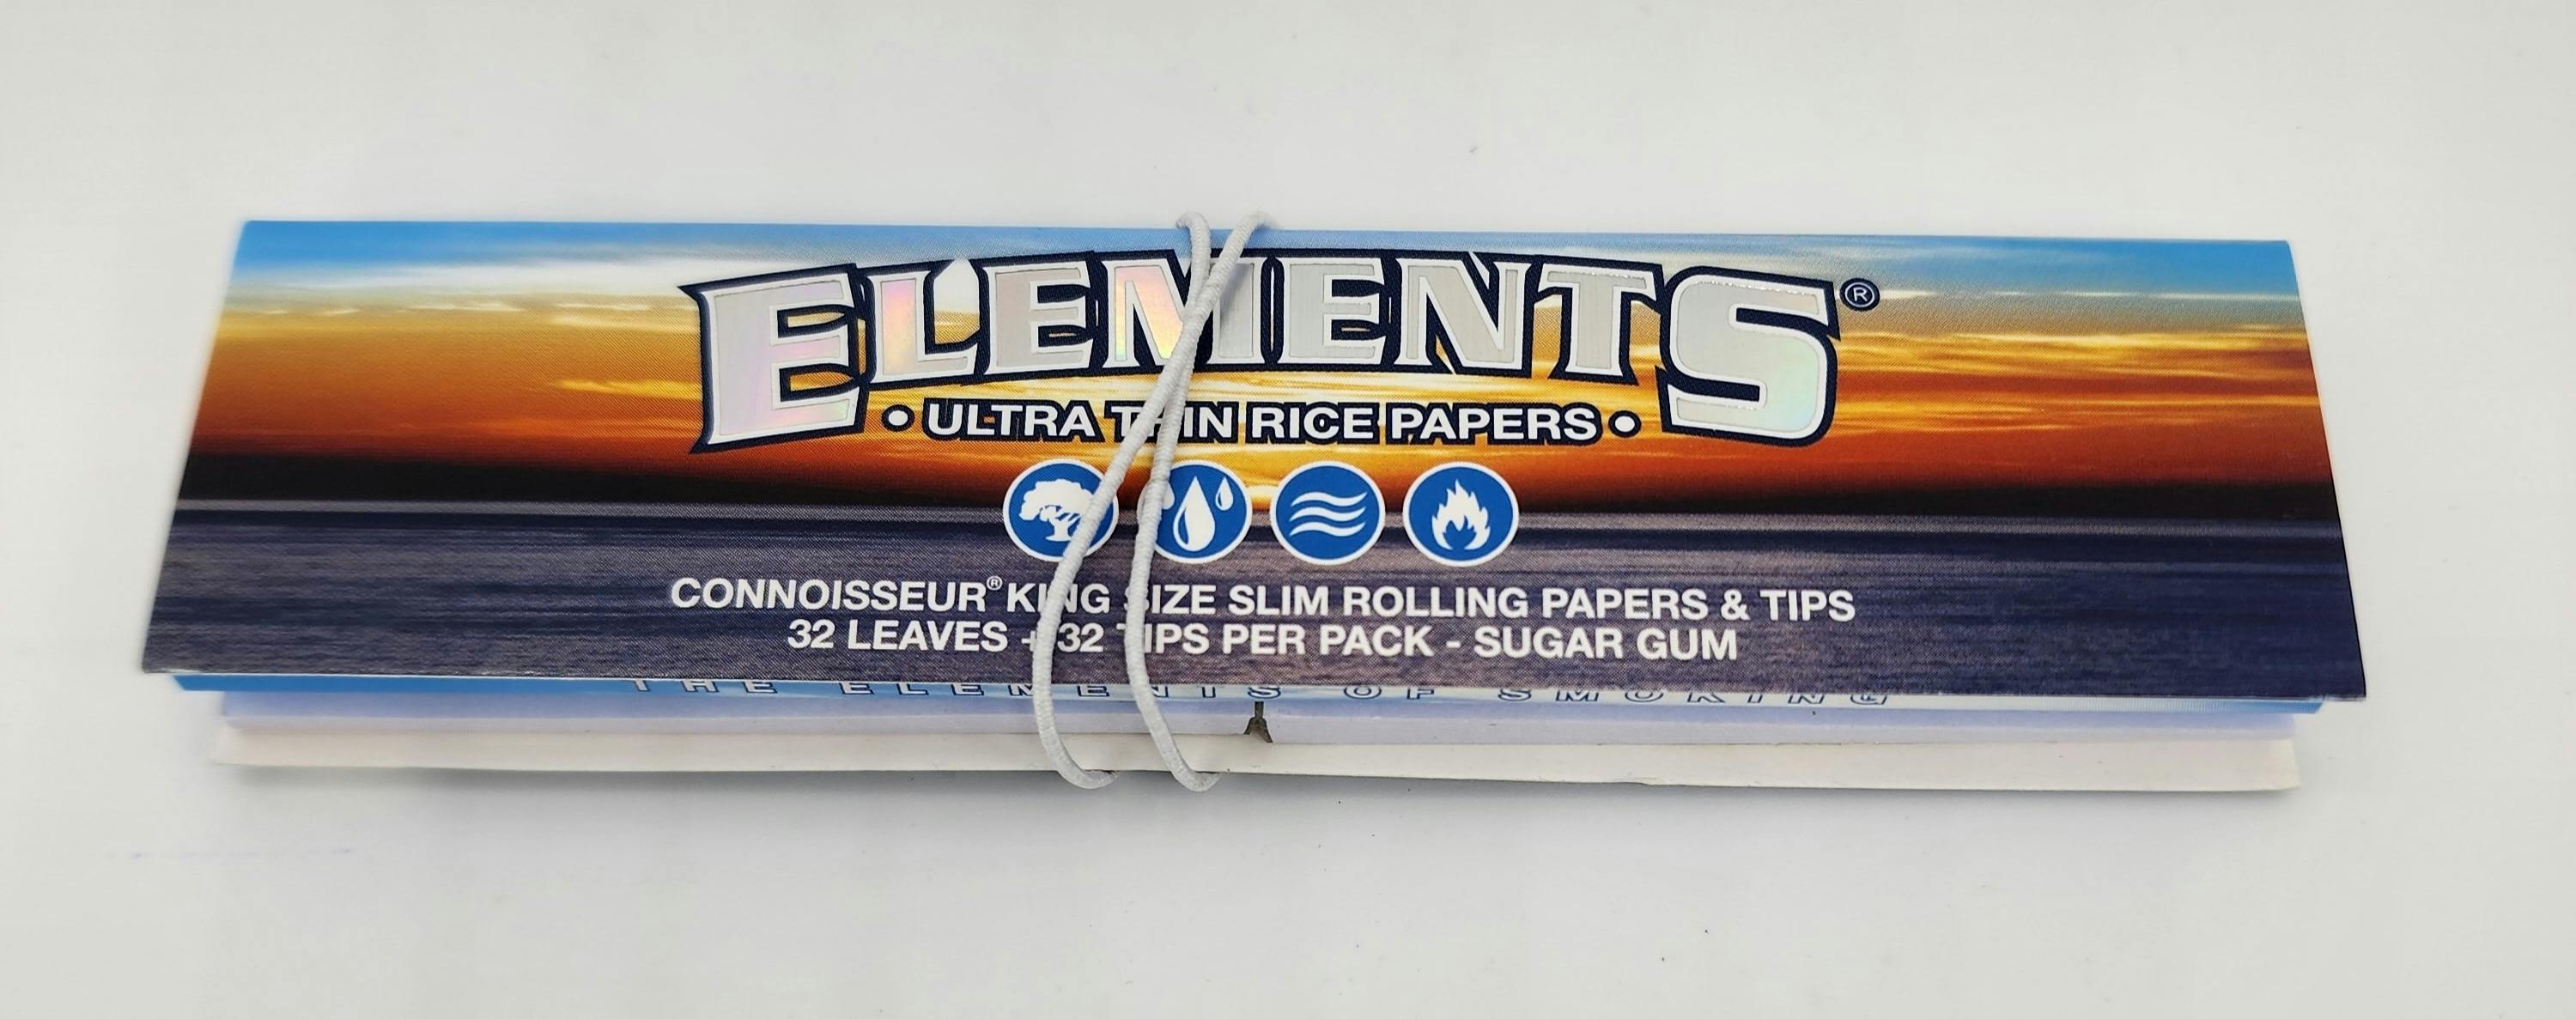 ELEMENTS®
• ULTRA THIN RICE PAPERS •
CONNOISSEUR® KING SIZE SLIM ROLLING PAPERS & TIPS
32 LEAVES + 32 TIPS PER PACK - SUGAR GUM
THE ELEMENTS OF SMOKING